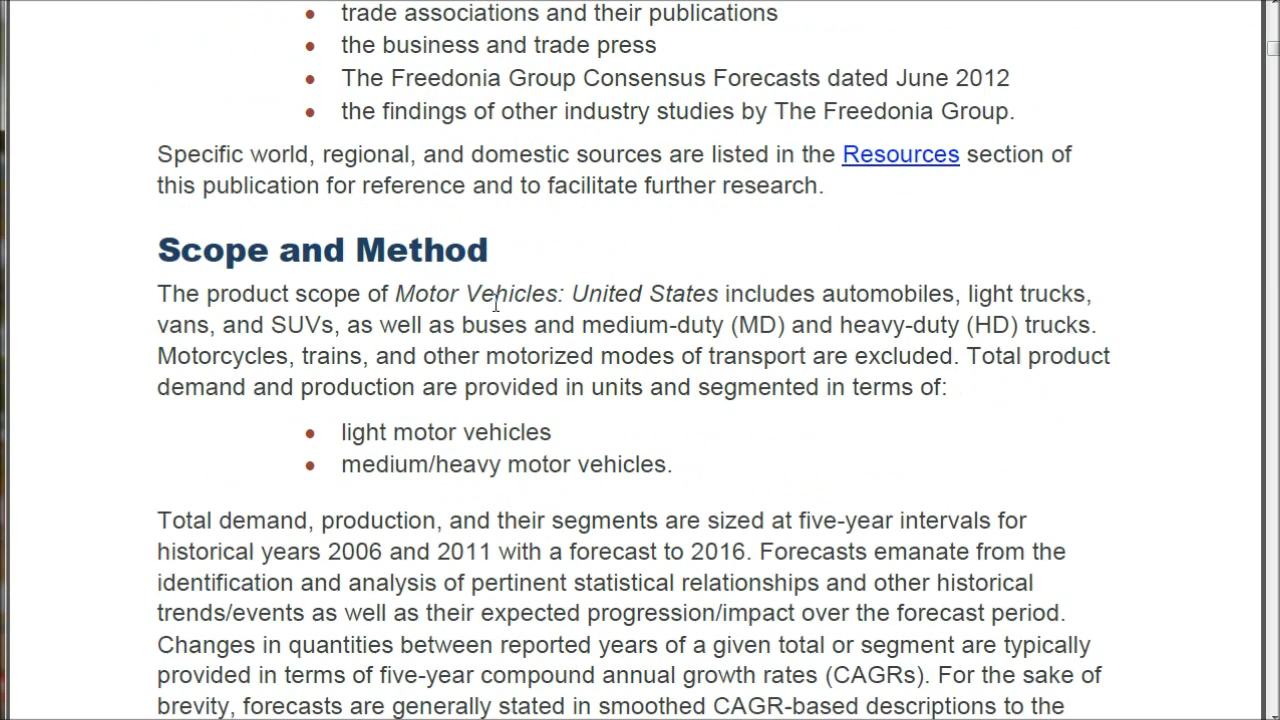 trade associations and their publications
the business and trade press
The Freedonia Group Consensus Forecasts dated June 2012
the findings of other industry studies by The Freedonia Group.
Specific world, regional, and domestic sources are listed in the Resources section of
this publication for reference and to facilitate further research.
Scope and Method
The product scope of Motor Vehicles: United States includes automobiles, light trucks,
vans, and SUVs, as well as buses and medium-duty (MD) and heavy-duty (HD) trucks.
Motorcycles, trains, and other motorized modes of transport are excluded. Total product
demand and production are provided in units and segmented in terms of:
light motor vehicles
medium/heavy motor vehicles.
Total demand, production, and their segments are sized at five-year intervals for
historical years 2006 and 2011 with a forecast to 2016. Forecasts emanate from the
identification and analysis of pertinent statistical relationships and other historical
trends/events as well as their expected progression/impact over the forecast period.
Changes in quantities between reported years of a given total or segment are typically
provided in terms of five-year compound annual growth rates (CAGRs). For the sake of
brevity, forecasts are generally stated in smoothed CAGR-based descriptions to the